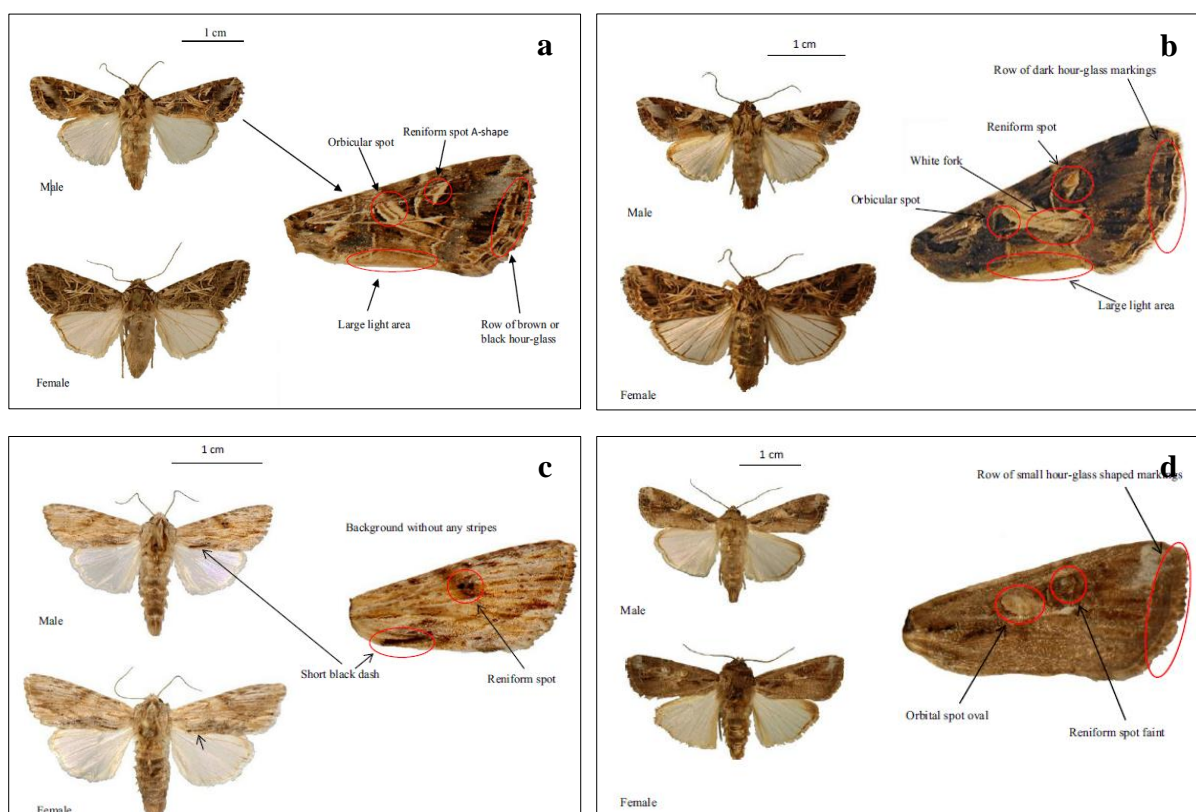 1 cm
a
Reniform spot A-shape
Orbicular spot
Male
Large light area
Row of brown or
black hour-glass
Female
b
1 cm
Row of dark hour-glass markings
Reniform spot
White fork
Orbicular spot
Male
Large light area
Female
1 cm
c
Background without any stripes
Male
Short black dash
Reniform spot
Female
1 cm
d
Row of small hour-glass shaped markings
Male
Orbital spot oval
Reniform spot faint
Female